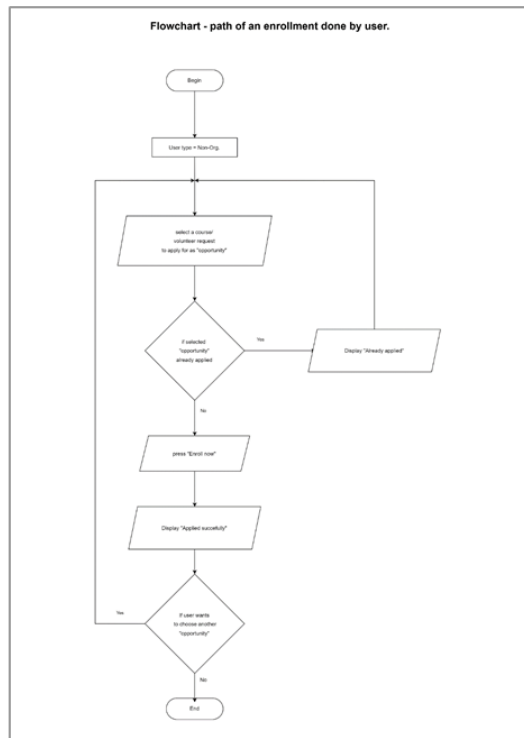 Flowchart - path of an enrollment done by user.
Begin
User type = Non-Org.
select a course/
volunteer request
to apply for as "opportunity"
if selected
"opportunity"
already applied
Yes
Display "Already applied"
No
press "Enroll now"
Display "Applied succefully"
If user wants
to choose another
"opportunity"
Yes
No
End